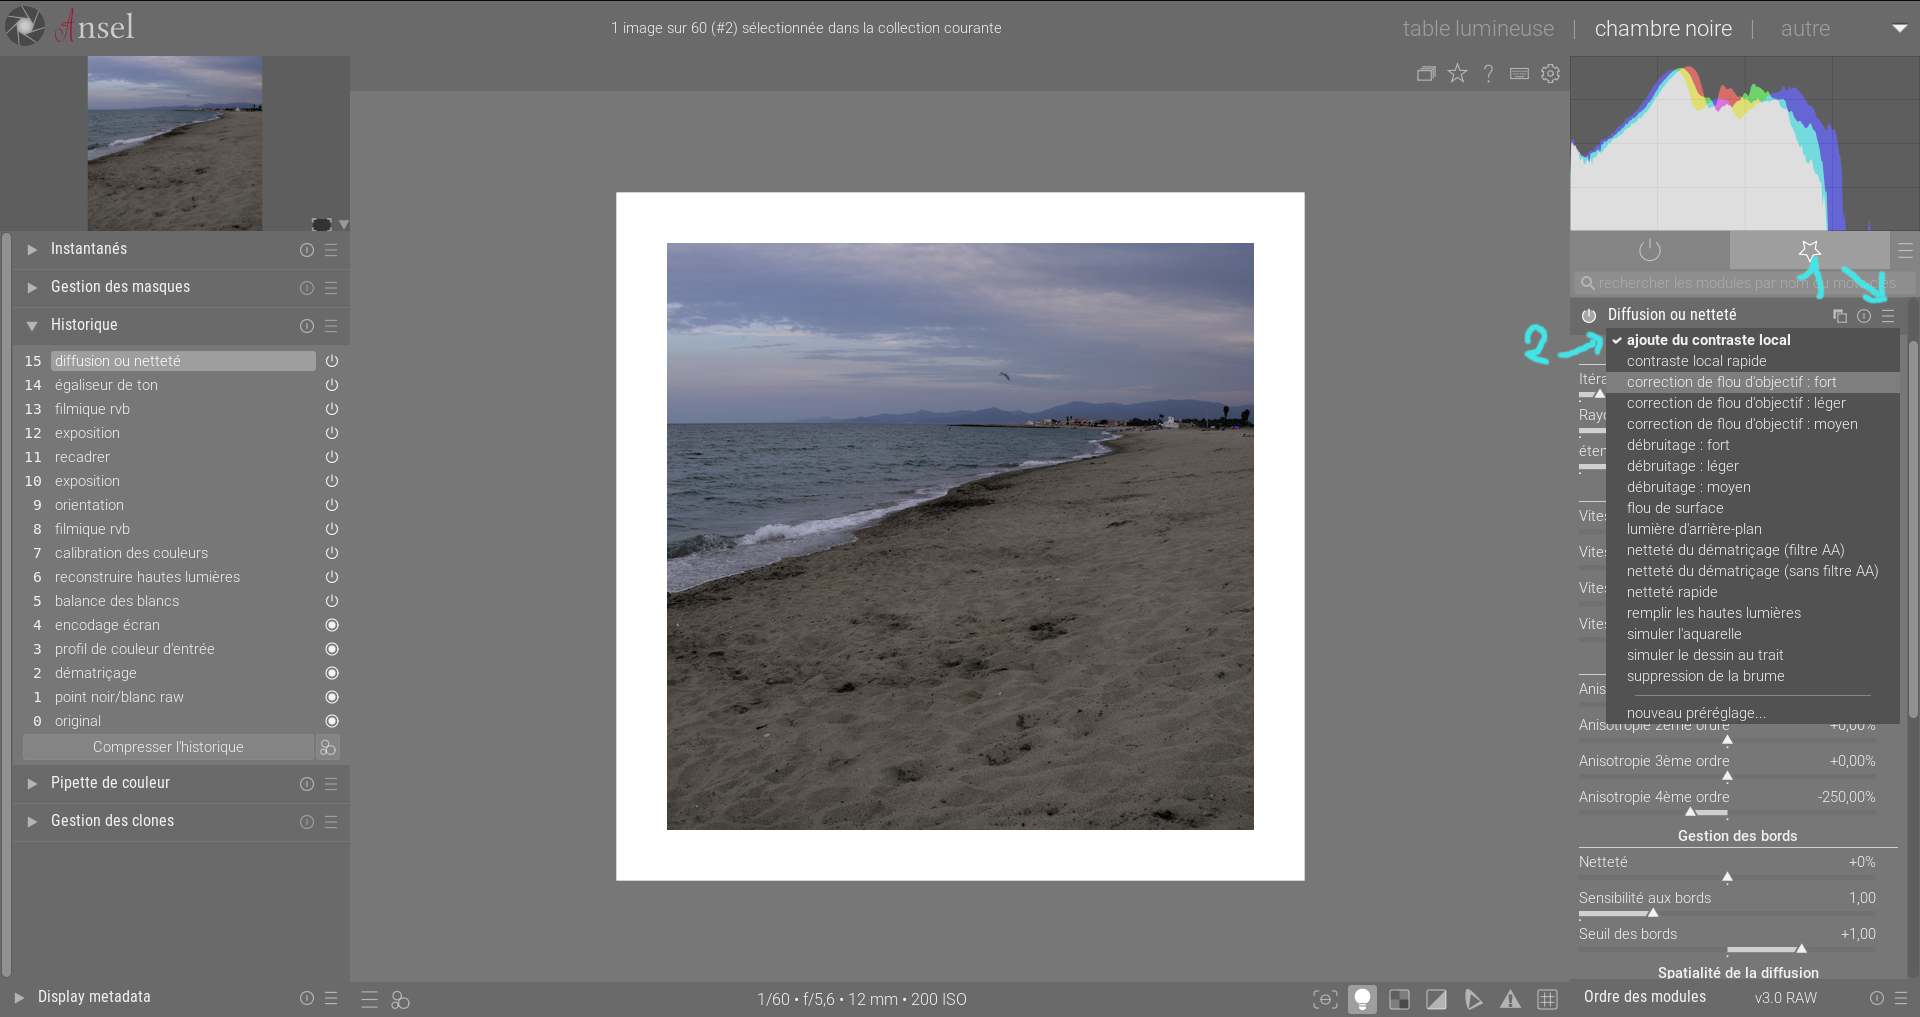 Ansel
1 image sur 60 (#2) sélectionnée dans la collection courante
table lumineuse | chambre noire | autre
Instantanés
Gestion des masques
Historique
15 diffusion ou netteté
14 égaliseur de ton
13 filmique rvb
12 exposition
11 recadrer
10 exposition
9 orientation
8 filmique rvb
7 calibration des couleurs
6 reconstruire hautes lumières
5 balance des blancs
4 encodage écran
3 profil de couleur d'entrée
2 dématriçage
1 point noir/blanc raw
0 original
Compresser l'historique
Pipette de couleur
Gestion des clones
Display metadata
1/60 • f/5,6 • 12 mm • 200 ISO
rechercher les modules par nom ou mots-clés
1
Diffusion ou netteté
2
ajoute du contraste local
contraste local rapide
correction de flou d'objectif : fort
correction de flou d'objectif : léger
correction de flou d'objectif : moyen
débruitage : fort
débruitage : léger
débruitage : moyen
flou de surface
lumière d'arrière-plan
netteté du dématriçage (filtre AA)
netteté du dématriçage (sans filtre AA)
netteté rapide
remplir les hautes lumières
simuler l'aquarelle
simuler le dessin au trait
suppression de la brume
nouveau préréglage...
Itéra
Rayo
éten
Vites
Vites
Vites
Vites
Anis
Anisotropie 2ème ordre +0,00%
Anisotropie 3ème ordre +0,00%
Anisotropie 4ème ordre -250,00%
Gestion des bords
Netteté +0%
Sensibilité aux bords 1,00
Seuil des bords +1,00
Spatialité de la diffusion
Ordre des modules v3.0 RAW